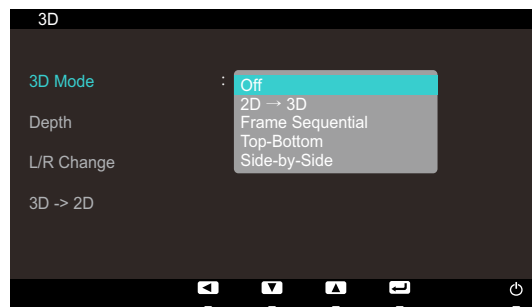 3D
3D Mode : Off
2D → 3D
Depth Frame Sequential
Top-Bottom
L/R Change Side-by-Side
3D -> 2D